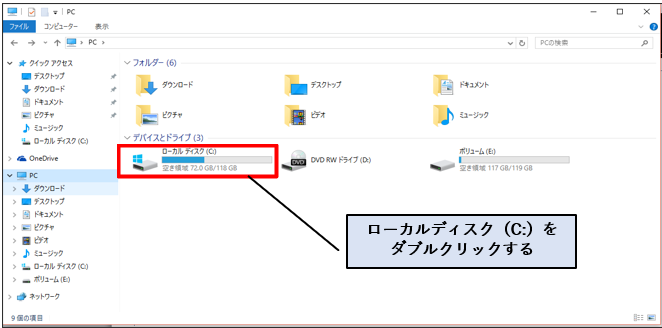 PC
ファイル
コンピューター
表示
PC
PCの検索
クイック アクセス
デスクトップ
ダウンロード
ドキュメント
ピクチャ
ミュージック
ローカル ディスク (C:)
OneDrive
PC
ダウンロード
デスクトップ
ドキュメント
ピクチャ
ビデオ
ミュージック
ローカル ディスク (C:)
ボリューム (E:)
ネットワーク
フォルダー (6)
ダウンロード
デスクトップ
ドキュメント
ピクチャ
ビデオ
ミュージック
デバイスとドライブ (3)
ローカル ディスク (C:)
空き領域 72.0 GB/118 GB
DVD RW ドライブ (D:)
DVD
ボリューム (E:)
空き領域 117 GB/119 GB
ローカルディスク (C:) を
ダブルクリックする
9 個の項目